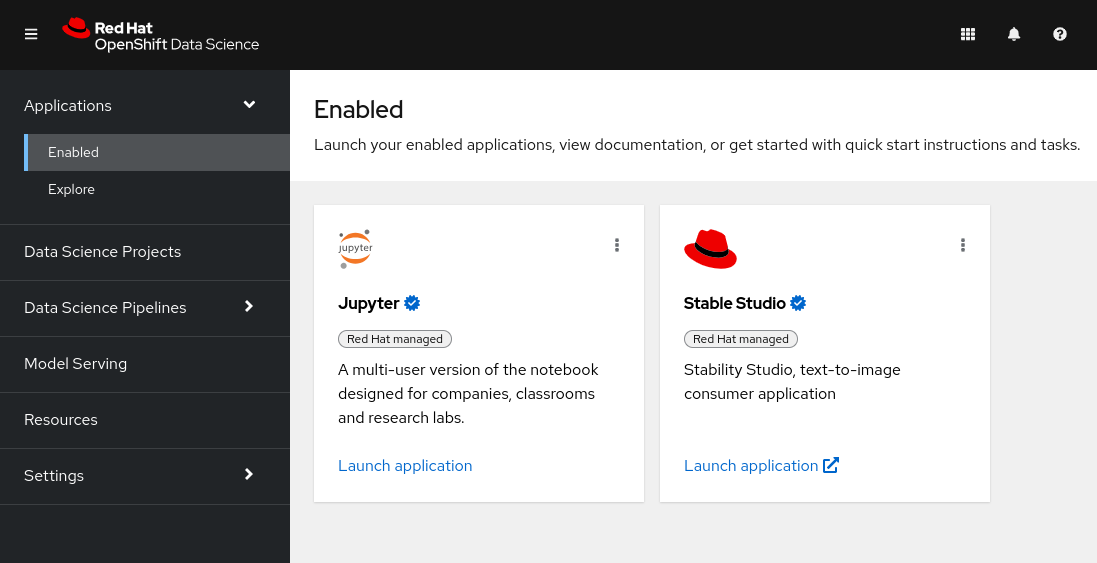 Red Hat
OpenShift Data Science
Applications
Enabled
Explore
Data Science Projects
Data Science Pipelines
Model Serving
Resources
Settings
Enabled
Launch your enabled applications, view documentation, or get started with quick start instructions and tasks.
jupyter
Jupyter
Red Hat managed
A multi-user version of the notebook
designed for companies, classrooms
and research labs.
Launch application
Stable Studio
Red Hat managed
Stability Studio, text-to-image
consumer application
Launch application